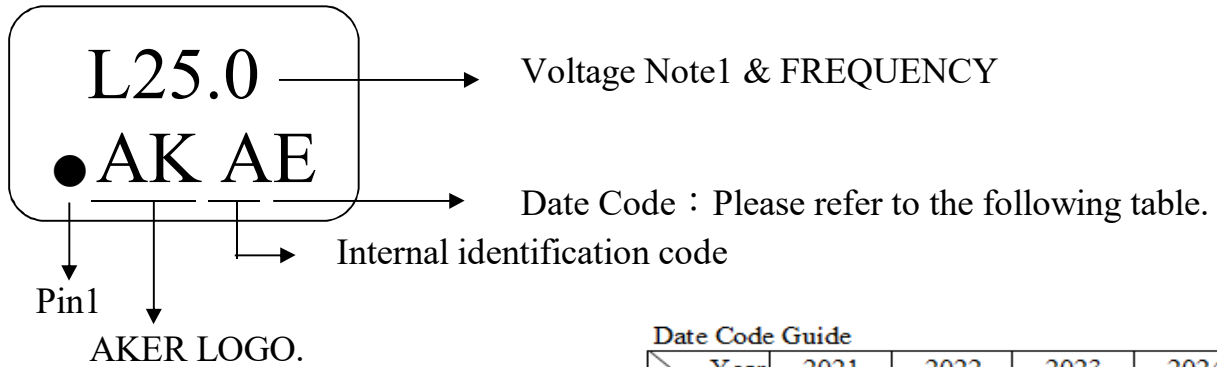 L25.0
Voltage Note1 & FREQUENCY
●AK AE
Date Code：Please refer to the following table.
Internal identification code
Pin1
AKER LOGO.
Date Code Guide
Year 2021 2022 2023